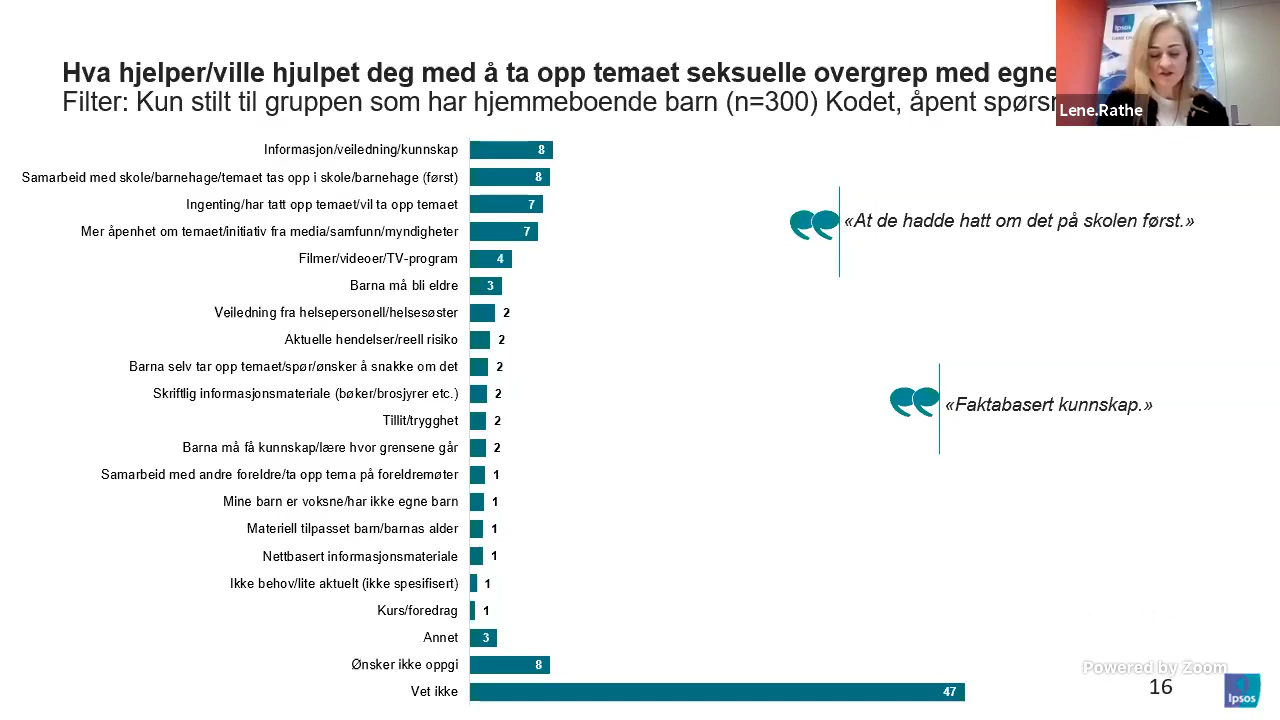 Hva hjelper/ville hjulpet deg med å ta opp temaet seksuelle overgrep med egne
Filter: Kun stilt til gruppen som har hjemmeboende barn (n=300) Kodet, åpent
Ipsos
Lene.Rathe
Informasjon/veiledning/kunnskap 8
Samarbeid med skole/barnehage/temaet tas opp i skole/barnehage (først) 8
Ingenting/har tatt opp temaet/vil ta opp temaet 7
Mer åpenhet om temaet/initiativ fra media/samfunn/myndigheter 7
Filmer/videoer/TV-program 4
Barna må bli eldre 3
Veiledning fra helsepersonell/helsesøster 2
Aktuelle hendelser/reell risiko 2
Barna selv tar opp temaet/spør/ønsker å snakke om det 2
Skriftlig informasjonsmateriale (bøker/brosjyrer etc.) 2
Tillit/trygghet 2
Barna må få kunnskap/lære hvor grensene går 2
Samarbeid med andre foreldre/ta opp tema på foreldremøter 1
Mine barn er voksne/har ikke egne barn 1
Materiell tilpasset barn/barnas alder 1
Nettbasert informasjonsmateriale 1
Ikke behov/lite aktuelt (ikke spesifisert) 1
Kurs/foredrag 1
Annet 3
Ønsker ikke oppgi 8
Vet ikke 47
«At de hadde hatt om det på skolen først.»
«Faktabasert kunnskap.»
Powered by Zoom
16
Ipsos